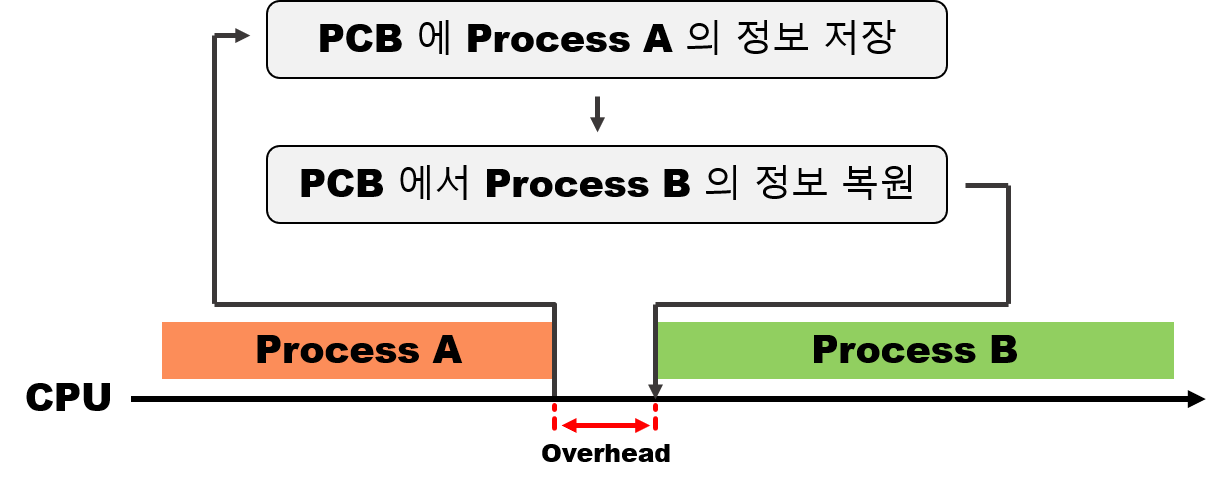 PCB 에 Process A 의 정보 저장
PCB 에서 Process B 의 정보 복원
Process A
Process B
CPU
Overhead